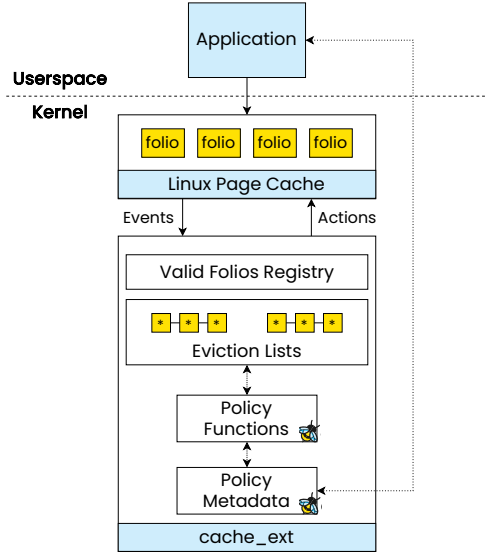 Application
Userspace
Kernel
folio folio folio folio
Linux Page Cache
Events Actions
Valid Folios Registry
* * * * * *
Eviction Lists
Policy
Functions
Policy
Metadata
cache_ext